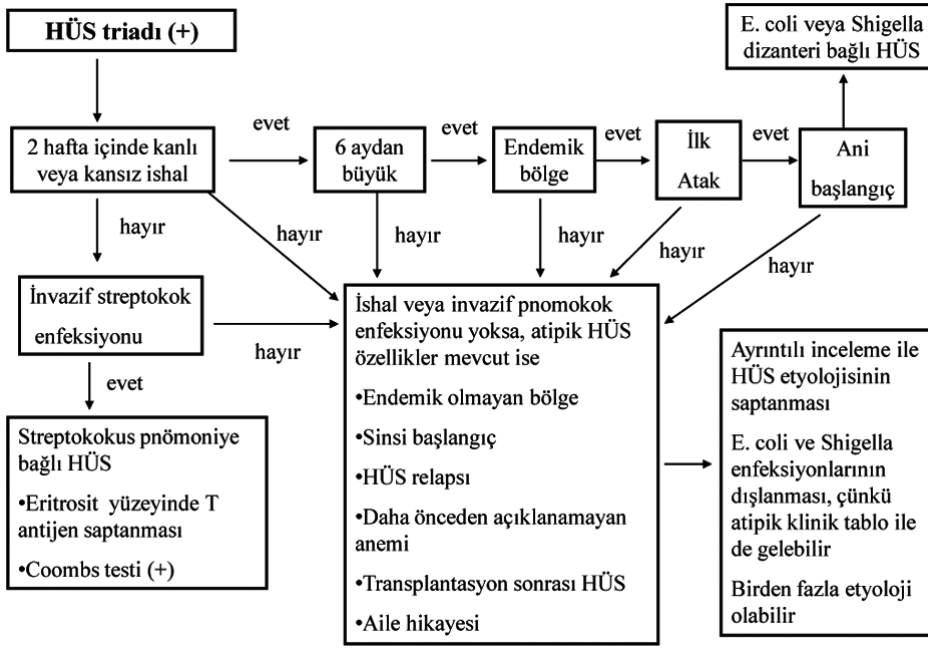 HÜS triadı (+)
E. coli veya Shigella
dizanteri bağlı HÜS
2 hafta içinde kanlı
veya kansız ishal
evet
6 aydan
büyük
evet
Endemik
bölge
evet
İlk
Atak
evet
Ani
başlangıç
hayır
hayır
hayır
hayır
hayır
hayır
İnvazif streptokok
enfeksiyonu
hayır
evet
Streptokokus pnömoniye
bağlı HÜS
•Eritrosit yüzeyinde T
antijen saptanması
•Coombs testi (+)
İshal veya invazif pnomokok
enfeksiyonu yoksa, atipik HÜS
özellikler mevcut ise
•Endemik olmayan bölge
•Sinsi başlangıç
•HÜS relapsı
•Daha önceden açıklanamayan
anemi
•Transplantasyon sonrası HÜS
•Aile hikayesi
Ayrıntılı inceleme ile
HÜS etyolojisinin
saptanması
E. coli ve Shigella
enfeksiyonlarının
dışlanması, çünkü
atipik klinik tablo ile
de gelebilir
Birden fazla etyoloji
olabilir